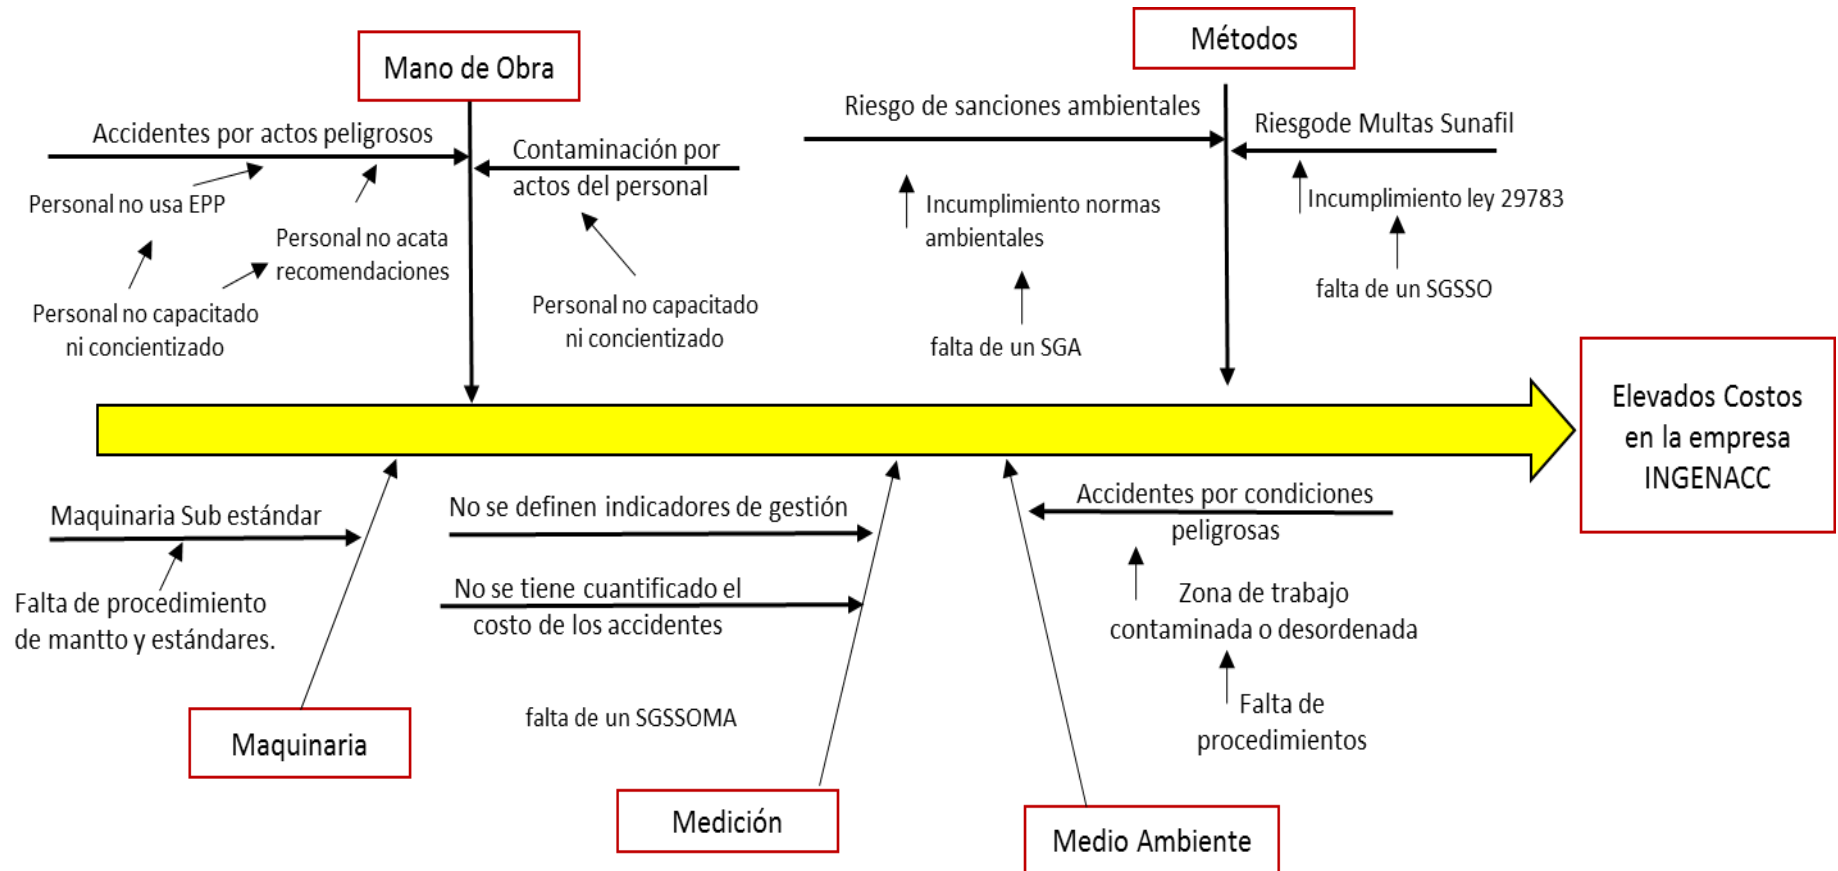 Mano de Obra
Métodos
Accidentes por actos peligrosos
Contaminación por
actos del personal
Personal no usa EPP
Personal no acata
recomendaciones
Personal no capacitado
ni concientizado
Personal no capacitado
ni concientizado
Riesgo de sanciones ambientales
Riesgode Multas Sunafil
Incumplimiento normas
ambientales
Incumplimiento ley 29783
falta de un SGA
falta de un SGSSO
Elevados Costos
en la empresa
INGENACC
Maquinaria Sub estándar
Falta de procedimiento
de mantto y estándares.
Maquinaria
No se definen indicadores de gestión
No se tiene cuantificado el
costo de los accidentes
falta de un SGSSOMA
Medición
Accidentes por condiciones
peligrosas
Zona de trabajo
contaminada o desordenada
Falta de
procedimientos
Medio Ambiente